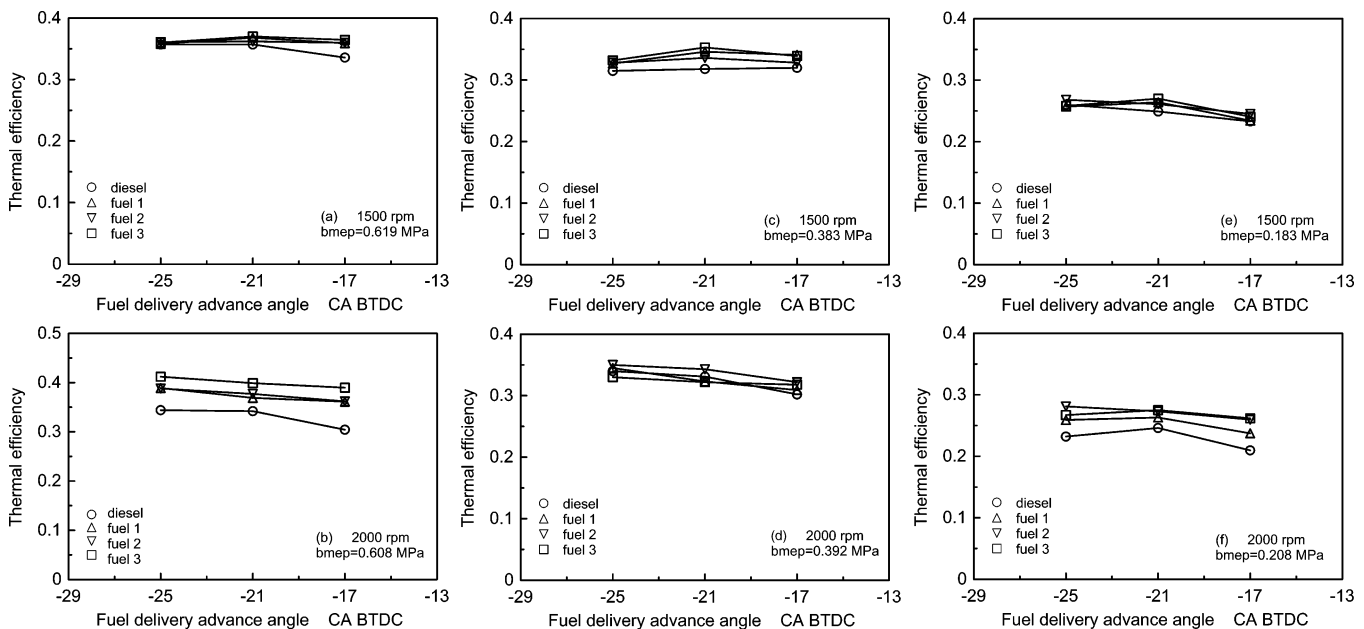 0.4
0.3
0.2
0.1
0
Thermal efficiency
diesel
fuel 1
fuel 2
fuel 3
(a) 1500 rpm
bmep=0.619 MPa
-29 -25 -21 -17 -13
Fuel delivery advance angle CA BTDC
0.4
0.3
0.2
0.1
0
Thermal efficiency
diesel
fuel 1
fuel 2
fuel 3
(c) 1500 rpm
bmep=0.383 MPa
-29 -25 -21 -17 -13
Fuel delivery advance angle CA BTDC
0.4
0.3
0.2
0.1
0
Thermal efficiency
diesel
fuel 1
fuel 2
fuel 3
(e) 1500 rpm
bmep=0.183 MPa
-29 -25 -21 -17 -13
Fuel delivery advance angle CA BTDC
0.5
0.4
0.3
0.2
0.1
0
Thermal efficiency
diesel
fuel 1
fuel 2
fuel 3
(b) 2000 rpm
bmep=0.608 MPa
-29 -25 -21 -17 -13
Fuel delivery advance angle CA BTDC
0.4
0.3
0.2
0.1
0
Thermal efficiency
diesel
fuel 1
fuel 2
fuel 3
(d) 2000 rpm
bmep=0.392 MPa
-29 -25 -21 -17 -13
Fuel delivery advance angle CA BTDC
0.4
0.3
0.2
0.1
0
Thermal efficiency
diesel
fuel 1
fuel 2
fuel 3
(f) 2000 rpm
bmep=0.208 MPa
-29 -25 -21 -17 -13
Fuel delivery advance angle CA BTDC